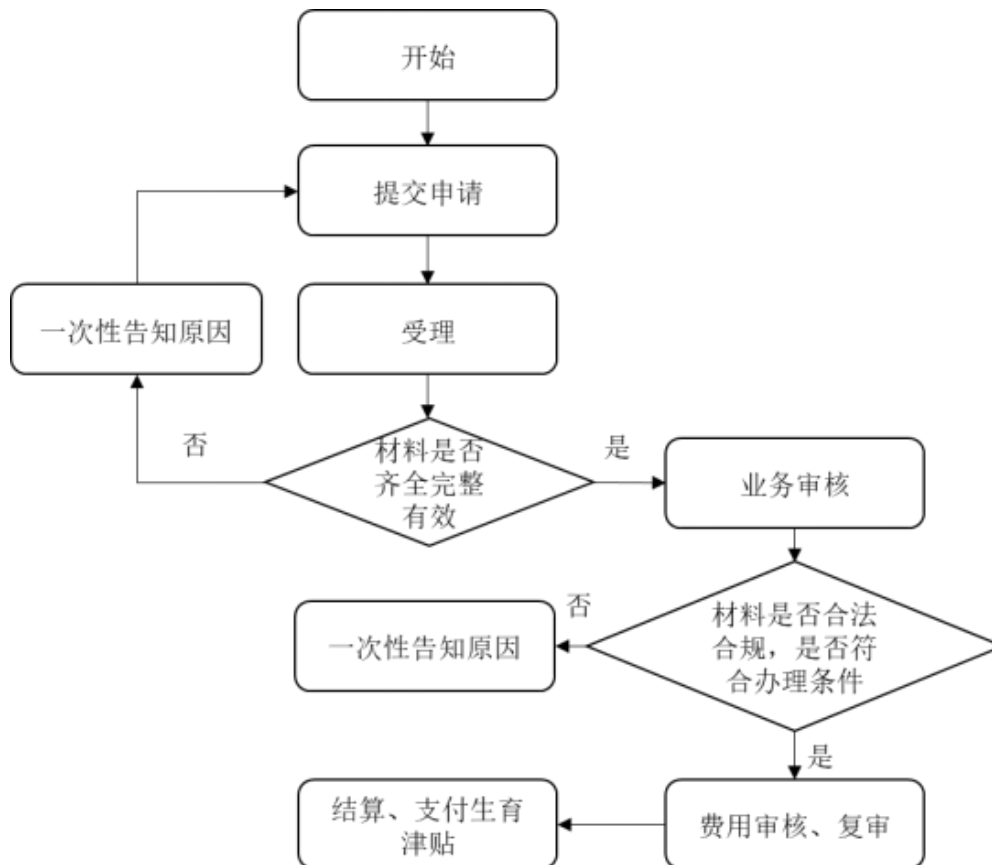 开始
提交申请
一次性告知原因
受理
否
材料是否
齐全完整
有效
是
业务审核
否
一次性告知原因
材料是否合法
合规，是否符
合办理条件
是
结算、支付生育
津贴
费用审核、复审